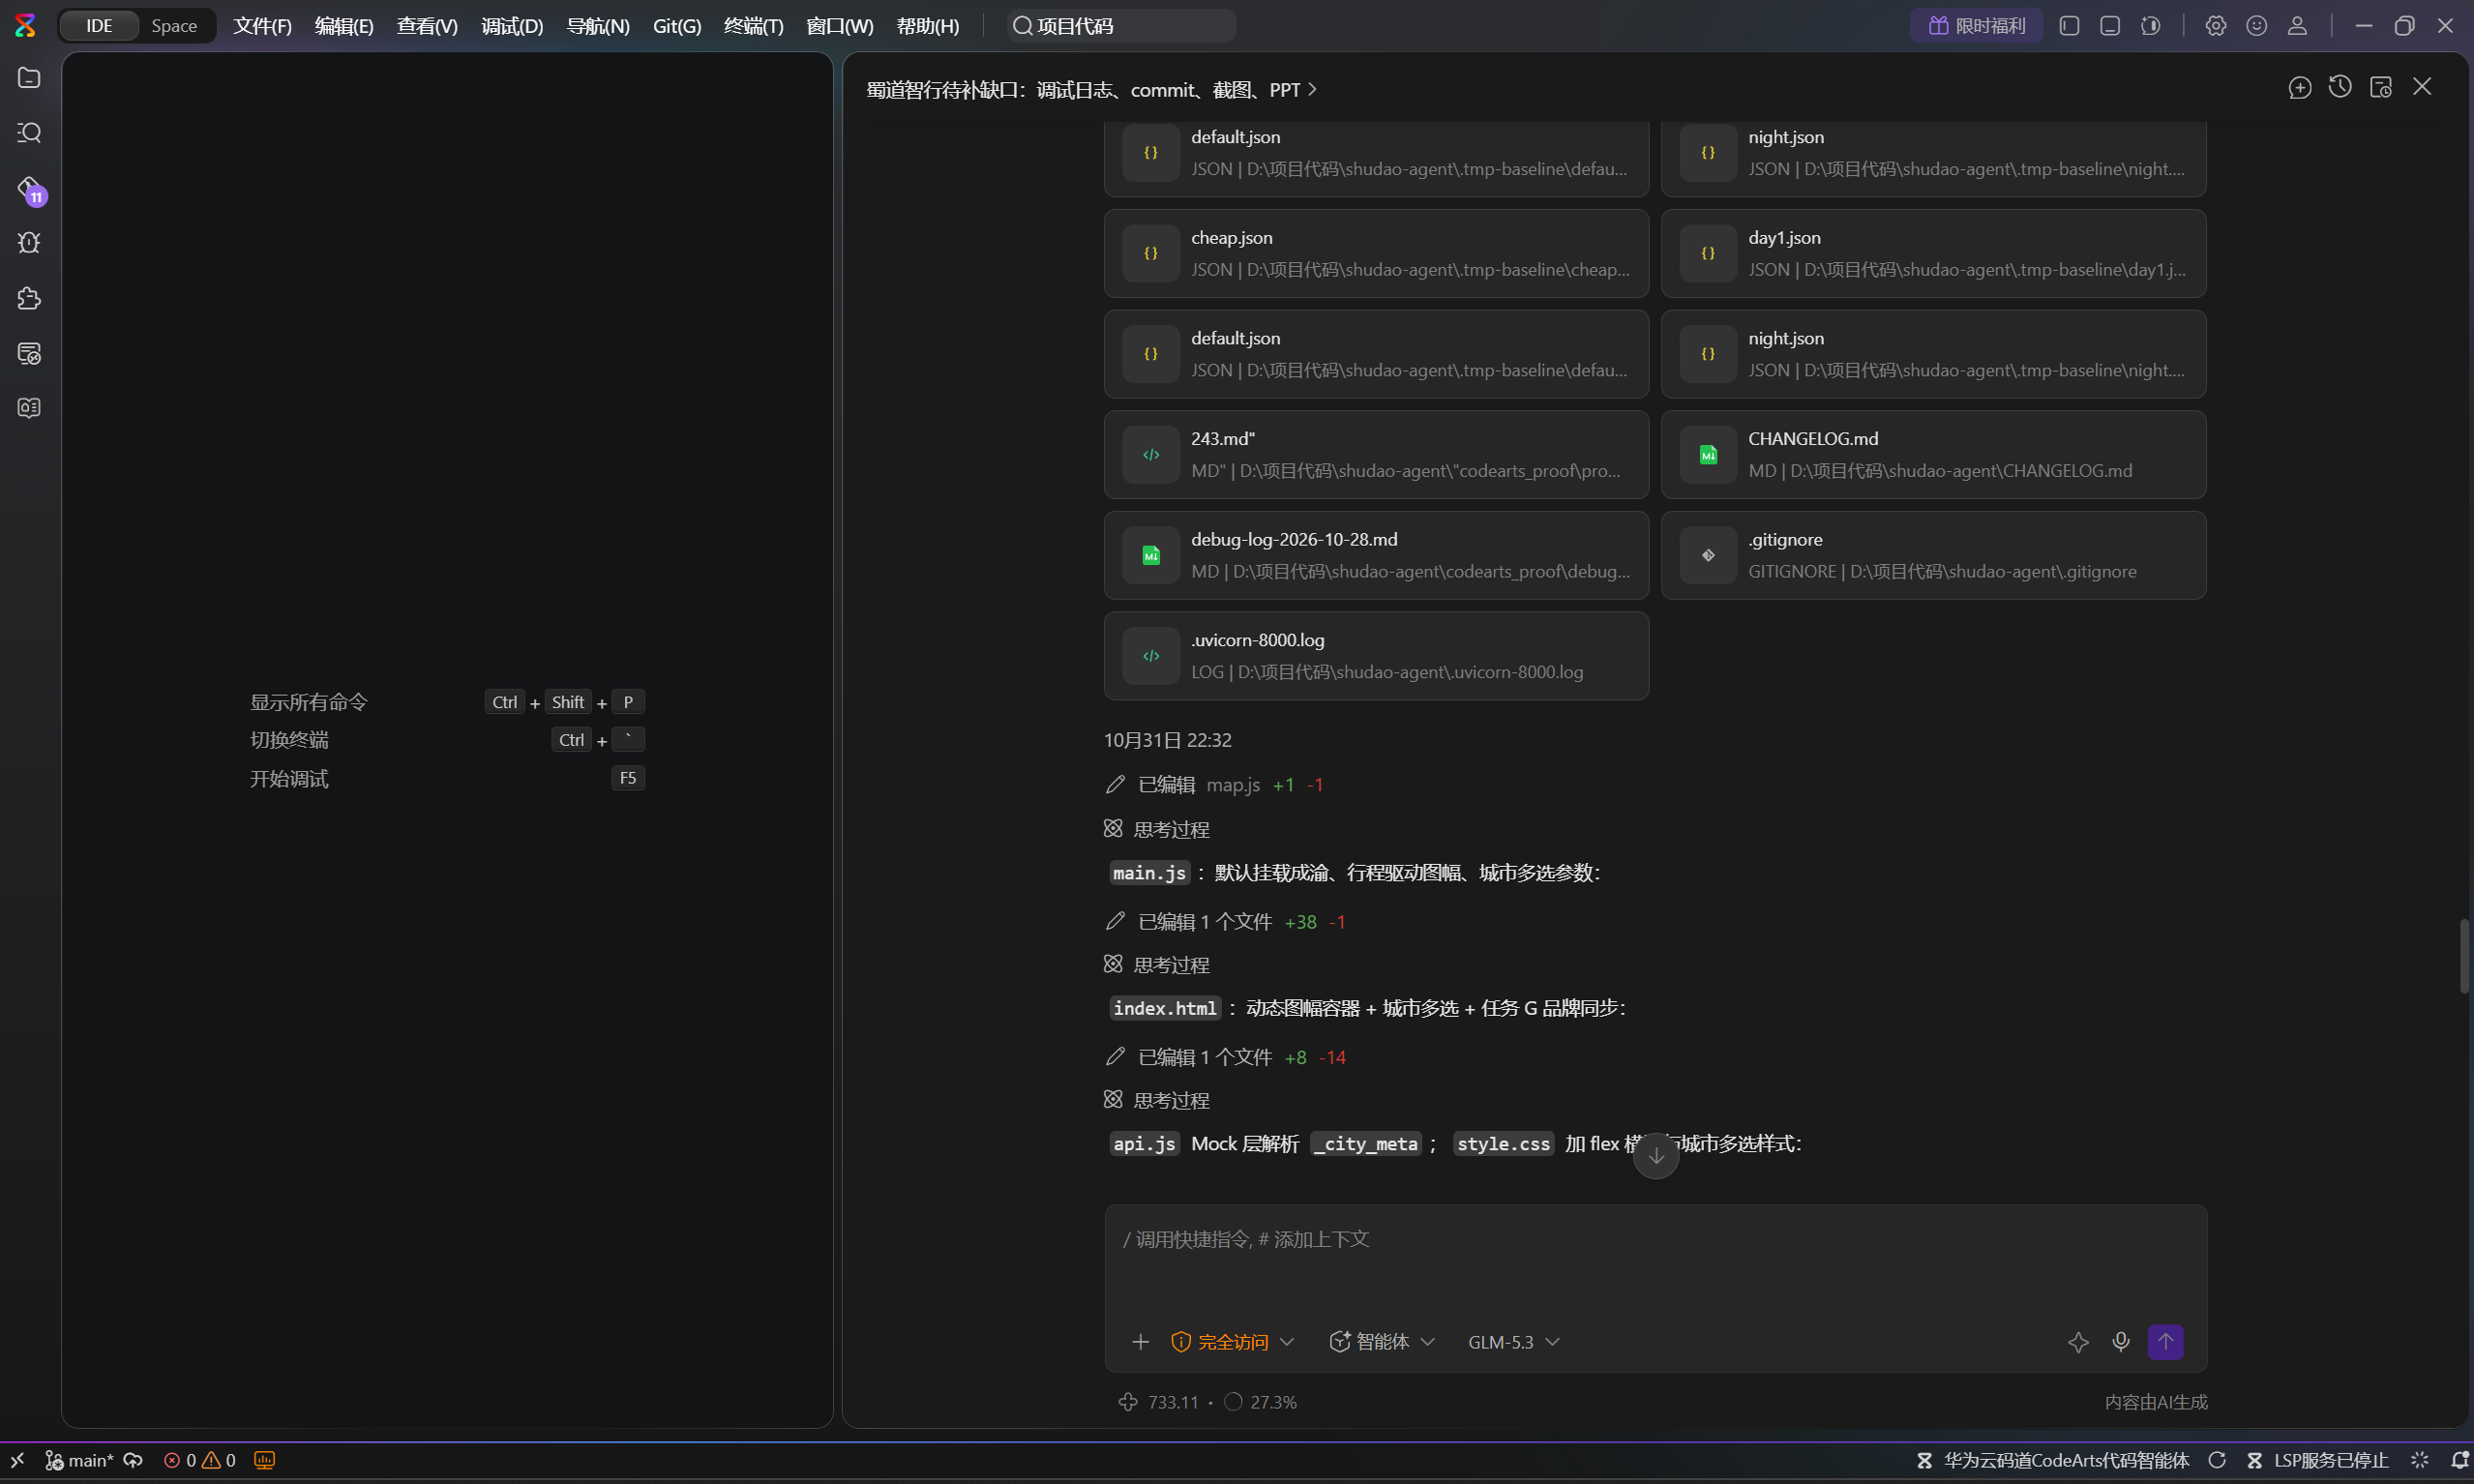 IDE Space 文件(F) 编辑(E) 查看(V) 调试(D) 导航(N) Git(G) 终端(T) 窗口(W) 帮助(H) 项目代码 限时福利
11
显示所有命令 Ctrl + Shift + P
切换终端 Ctrl + `
开始调试 F5
蜀道智行待补缺口：调试日志、commit、截图、PPT
default.json
JSON | D:\项目代码\shudao-agent\.tmp-baseline\defau...
night.json
JSON | D:\项目代码\shudao-agent\.tmp-baseline\night....
cheap.json
JSON | D:\项目代码\shudao-agent\.tmp-baseline\cheap...
day1.json
JSON | D:\项目代码\shudao-agent\.tmp-baseline\day1.j...
default.json
JSON | D:\项目代码\shudao-agent\.tmp-baseline\defau...
night.json
JSON | D:\项目代码\shudao-agent\.tmp-baseline\night....
243.md"
MD" | D:\项目代码\shudao-agent\"codearts_proof\pro...
CHANGELOG.md
MD | D:\项目代码\shudao-agent\CHANGELOG.md
debug-log-2026-10-28.md
MD | D:\项目代码\shudao-agent\codearts_proof\debug...
.gitignore
GITIGNORE | D:\项目代码\shudao-agent\.gitignore
.uvicorn-8000.log
LOG | D:\项目代码\shudao-agent\.uvicorn-8000.log
10月31日 22:32
已编辑 map.js +1 -1
思考过程
main.js ：默认挂载成渝、行程驱动图幅、城市多选参数：
已编辑 1 个文件 +38 -1
思考过程
index.html ：动态图幅容器 + 城市多选 + 任务 G 品牌同步：
已编辑 1 个文件 +8 -14
思考过程
api.js Mock 层解析 _city_meta ； style.css 加 flex 城市多选样式：
/ 调用快捷指令, # 添加上下文
完全访问 智能体 GLM-5.3
733.11 · 27.3% 内容由AI生成
main* 0 0 华为云码道CodeArts代码智能体 LSP服务已停止